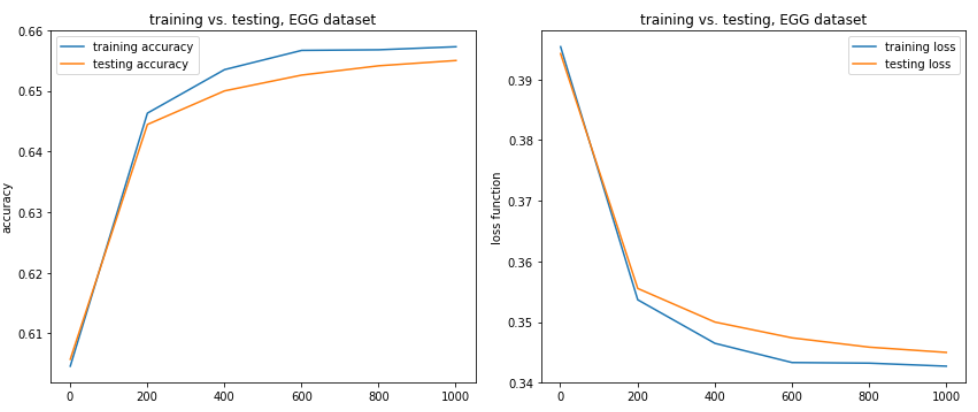 training vs. testing, EGG dataset
training accuracy
testing accuracy
accuracy
0.66
0.65
0.64
0.63
0.62
0.61
0 200 400 600 800 1000
training vs. testing, EGG dataset
training loss
testing loss
loss function
0.39
0.38
0.37
0.36
0.35
0.34
0 200 400 600 800 1000